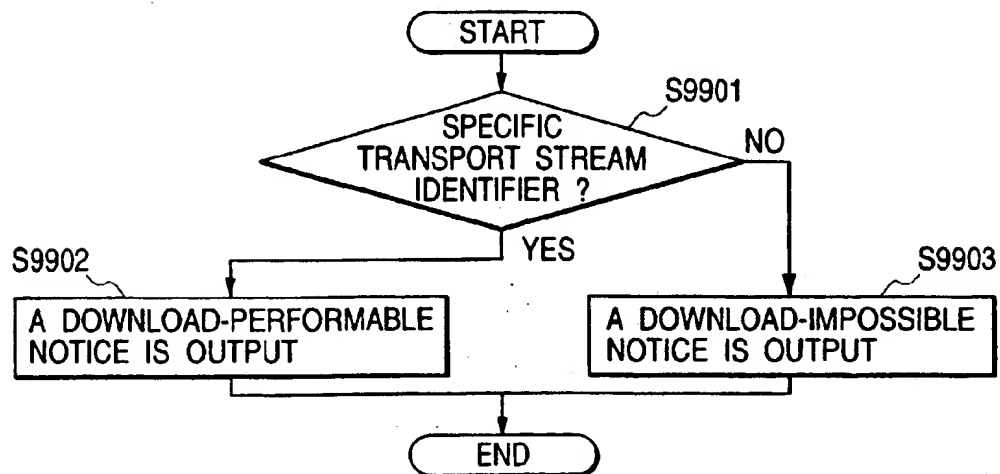 START
S9901
SPECIFIC
TRANSPORT STREAM
IDENTIFIER ?
NO
YES
S9902
A DOWNLOAD-PERFORMABLE
NOTICE IS OUTPUT
S9903
A DOWNLOAD-IMPOSSIBLE
NOTICE IS OUTPUT
END